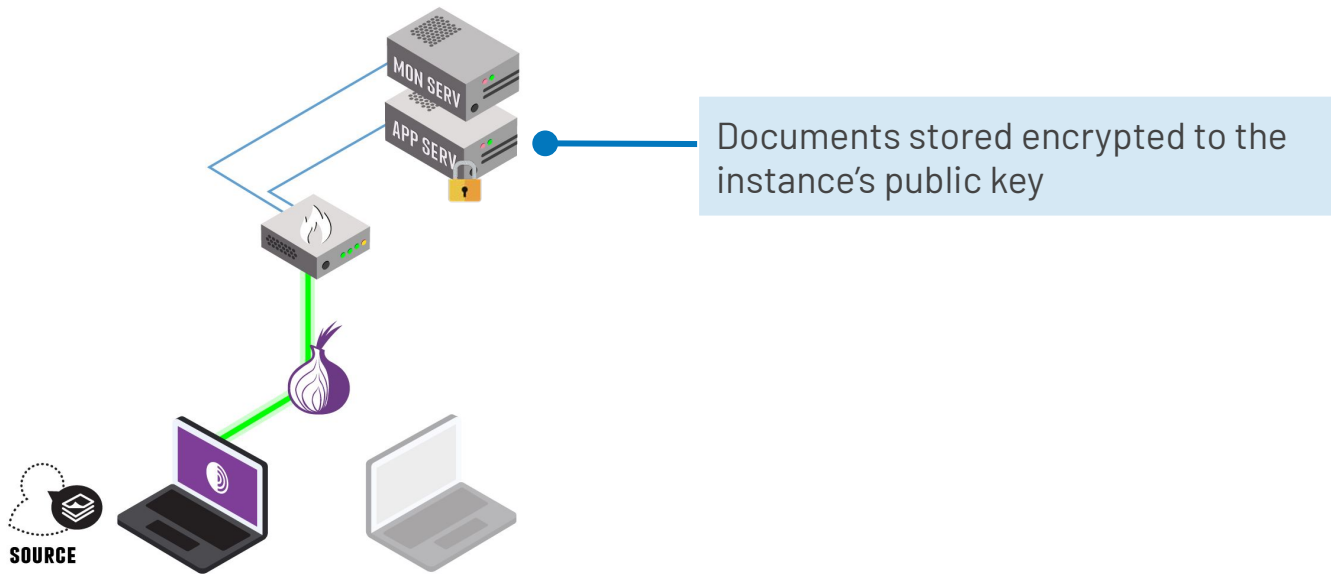 MON SERV
APP SERV
Documents stored encrypted to the
instance’s public key
SOURCE